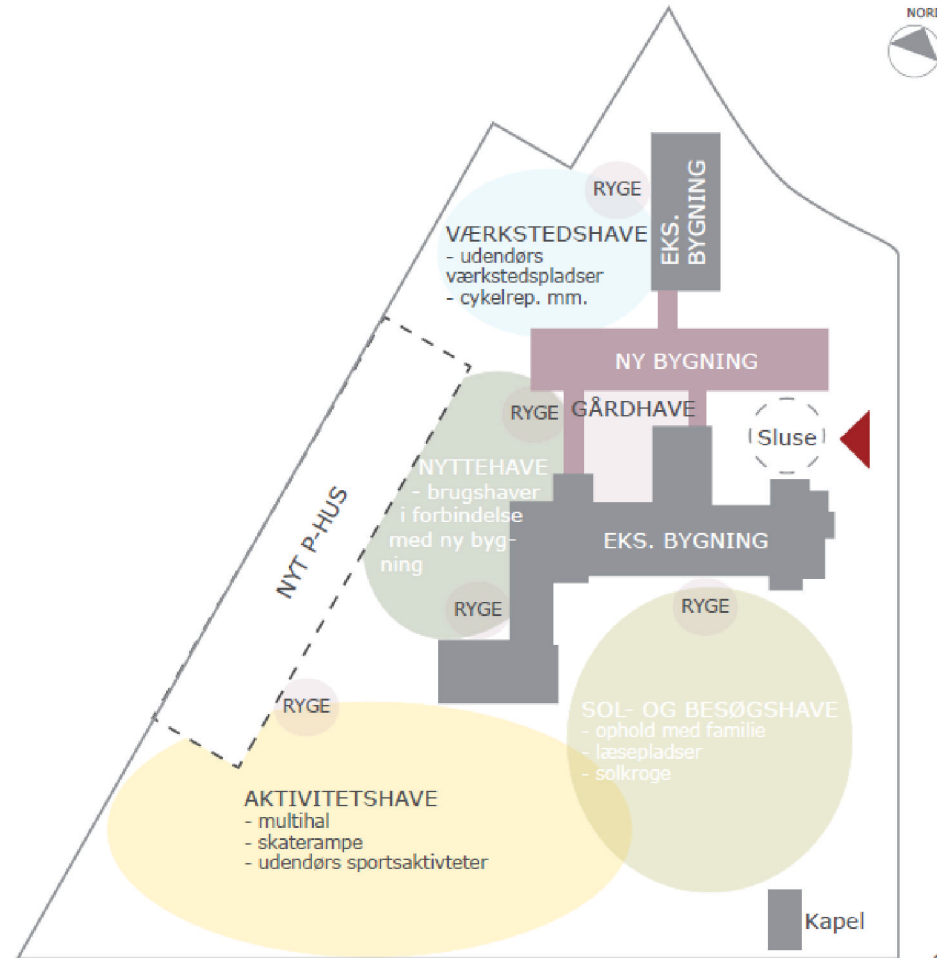 NORD
RYGE
EKS.
BYGNING
VÆRKSTEDSHAVE
- udendørs
værkstedspladser
- cykelrep. mm.
NY BYGNING
RYGE
GÅRDHAVE
Sluse
NYTTEHAVE
- brugshaver
i forbindelse
med ny byg-
ning
NYT P-HUS
EKS. BYGNING
RYGE
RYGE
RYGE
SOL- OG BESØGSHAVE
- ophold med familie
- læsepladser
- solkroge
AKTIVITETSHAVE
- multihal
- skaterampe
- udendørs sportsaktivteter
Kapel